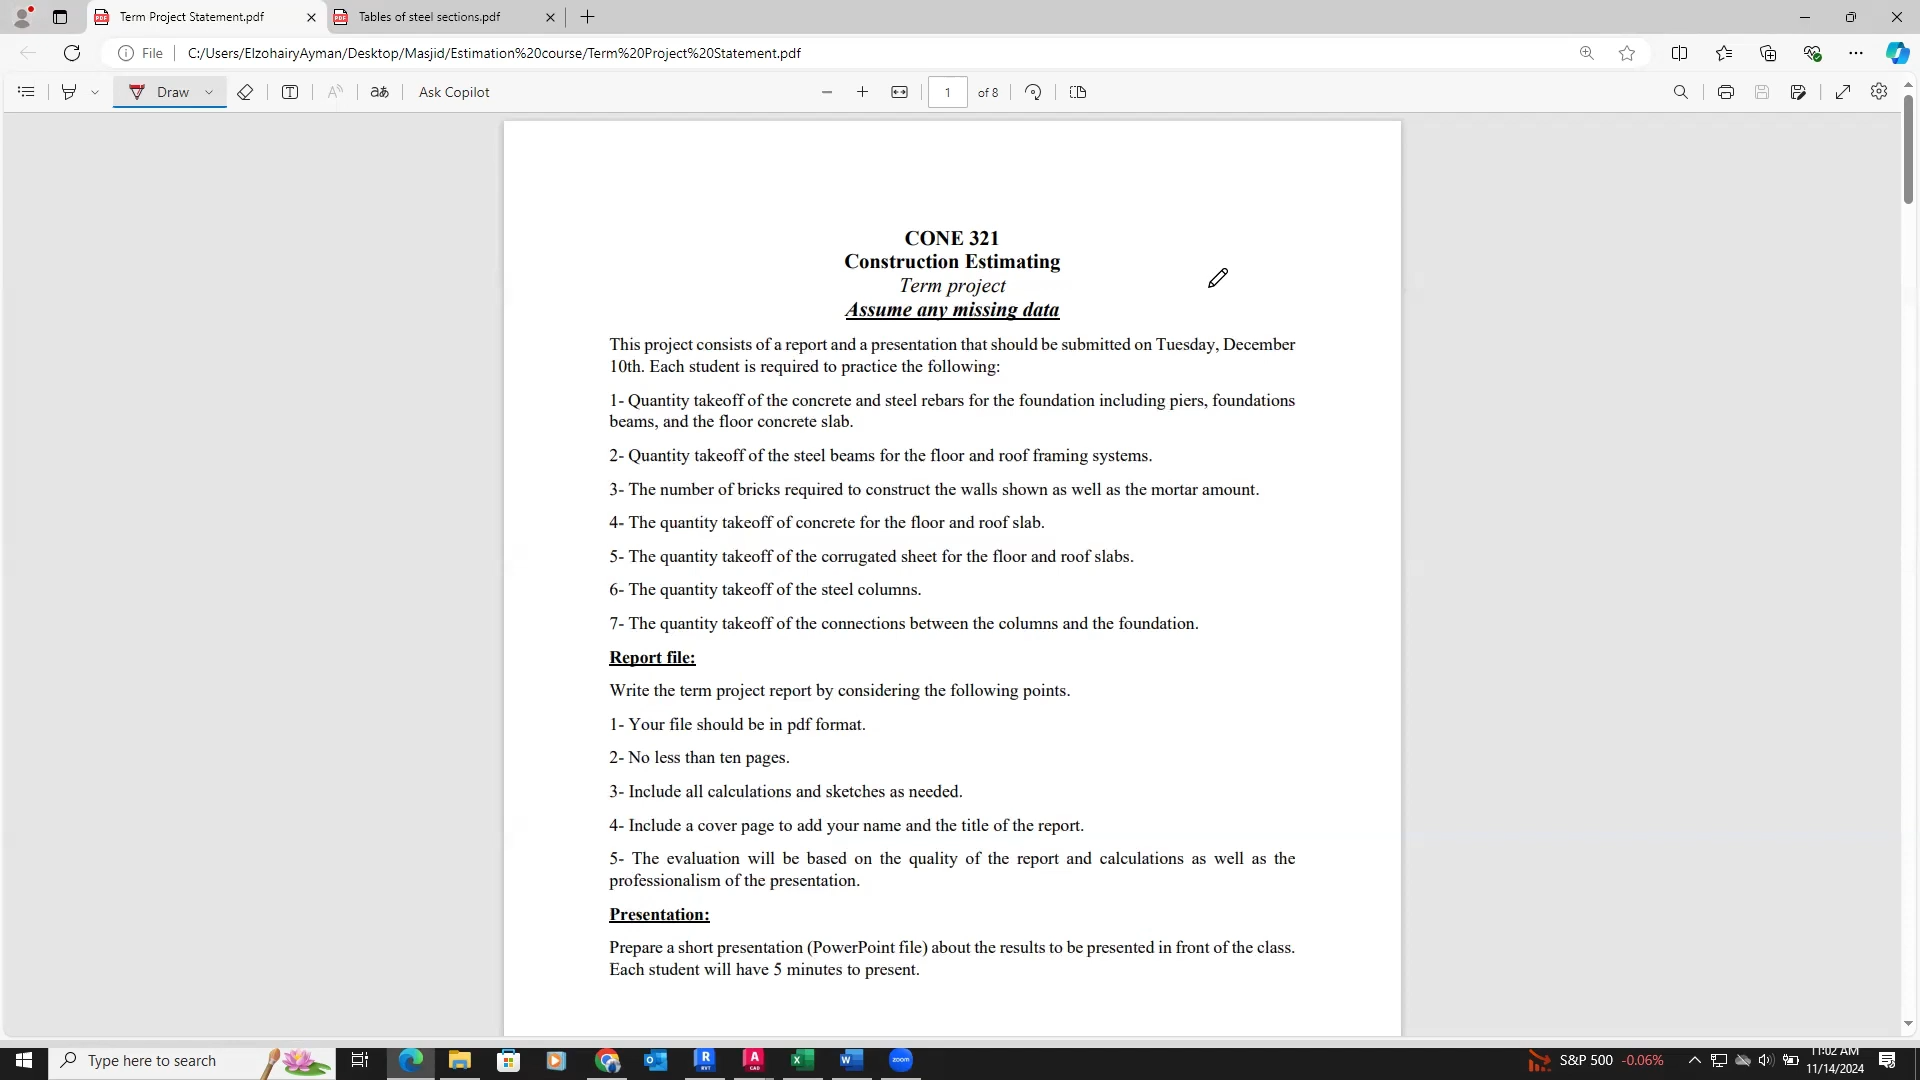 Term Project Statement.pdf
Tables of steel sections.pdf
File
C:/Users/ElzohairyAyman/Desktop/Masjid/Estimation%20course/Term%20Project%20Statement.pdf
Draw
Ask Copilot
1 of 8
CONE 321
Construction Estimating
Term project
Assume any missing data
This project consists of a report and a presentation that should be submitted on Tuesday, December
10th. Each student is required to practice the following:
1- Quantity takeoff of the concrete and steel rebars for the foundation including piers, foundations
beams, and the floor concrete slab.
2- Quantity takeoff of the steel beams for the floor and roof framing systems.
3- The number of bricks required to construct the walls shown as well as the mortar amount.
4- The quantity takeoff of concrete for the floor and roof slab.
5- The quantity takeoff of the corrugated sheet for the floor and roof slabs.
6- The quantity takeoff of the steel columns.
7- The quantity takeoff of the connections between the columns and the foundation.
Report file:
Write the term project report by considering the following points.
1- Your file should be in pdf format.
2- No less than ten pages.
3- Include all calculations and sketches as needed.
4- Include a cover page to add your name and the title of the report.
5- The evaluation will be based on the quality of the report and calculations as well as the
professionalism of the presentation.
Presentation:
Prepare a short presentation (PowerPoint file) about the results to be presented in front of the class.
Each student will have 5 minutes to present.
Type here to search
S&P 500 -0.06%
11:02 AM
11/14/2024